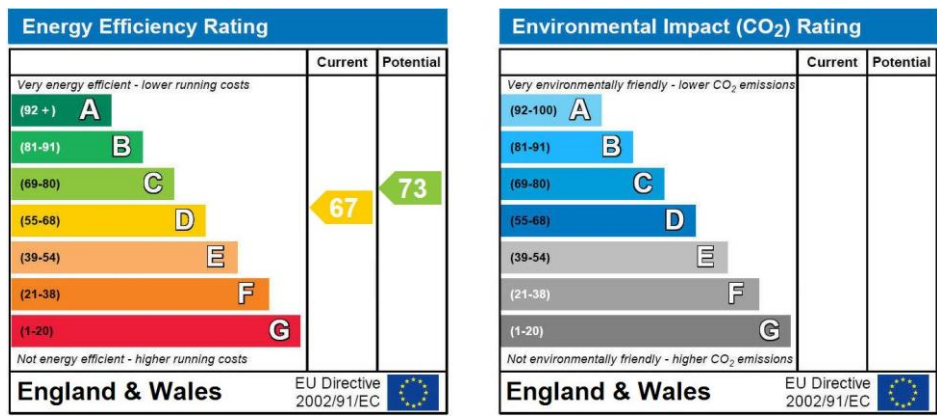 Energy Efficiency Rating
Current Potential
Very energy efficient - lower running costs
(92 + ) A
(81-91) B
(69-80) C
(55-68) D
(39-54) E
(21-38) F
(1-20) G
67
73
Not energy efficient - higher running costs
England & Wales
EU Directive
2002/91/EC
Environmental Impact (CO2) Rating
Current Potential
Very environmentally friendly - lower CO2 emissions
(92-100) A
(81-91) B
(69-80) C
(55-68) D
(39-54) E
(21-38) F
(1-20) G
Not environmentally friendly - higher CO2 emissions
England & Wales
EU Directive
2002/91/EC